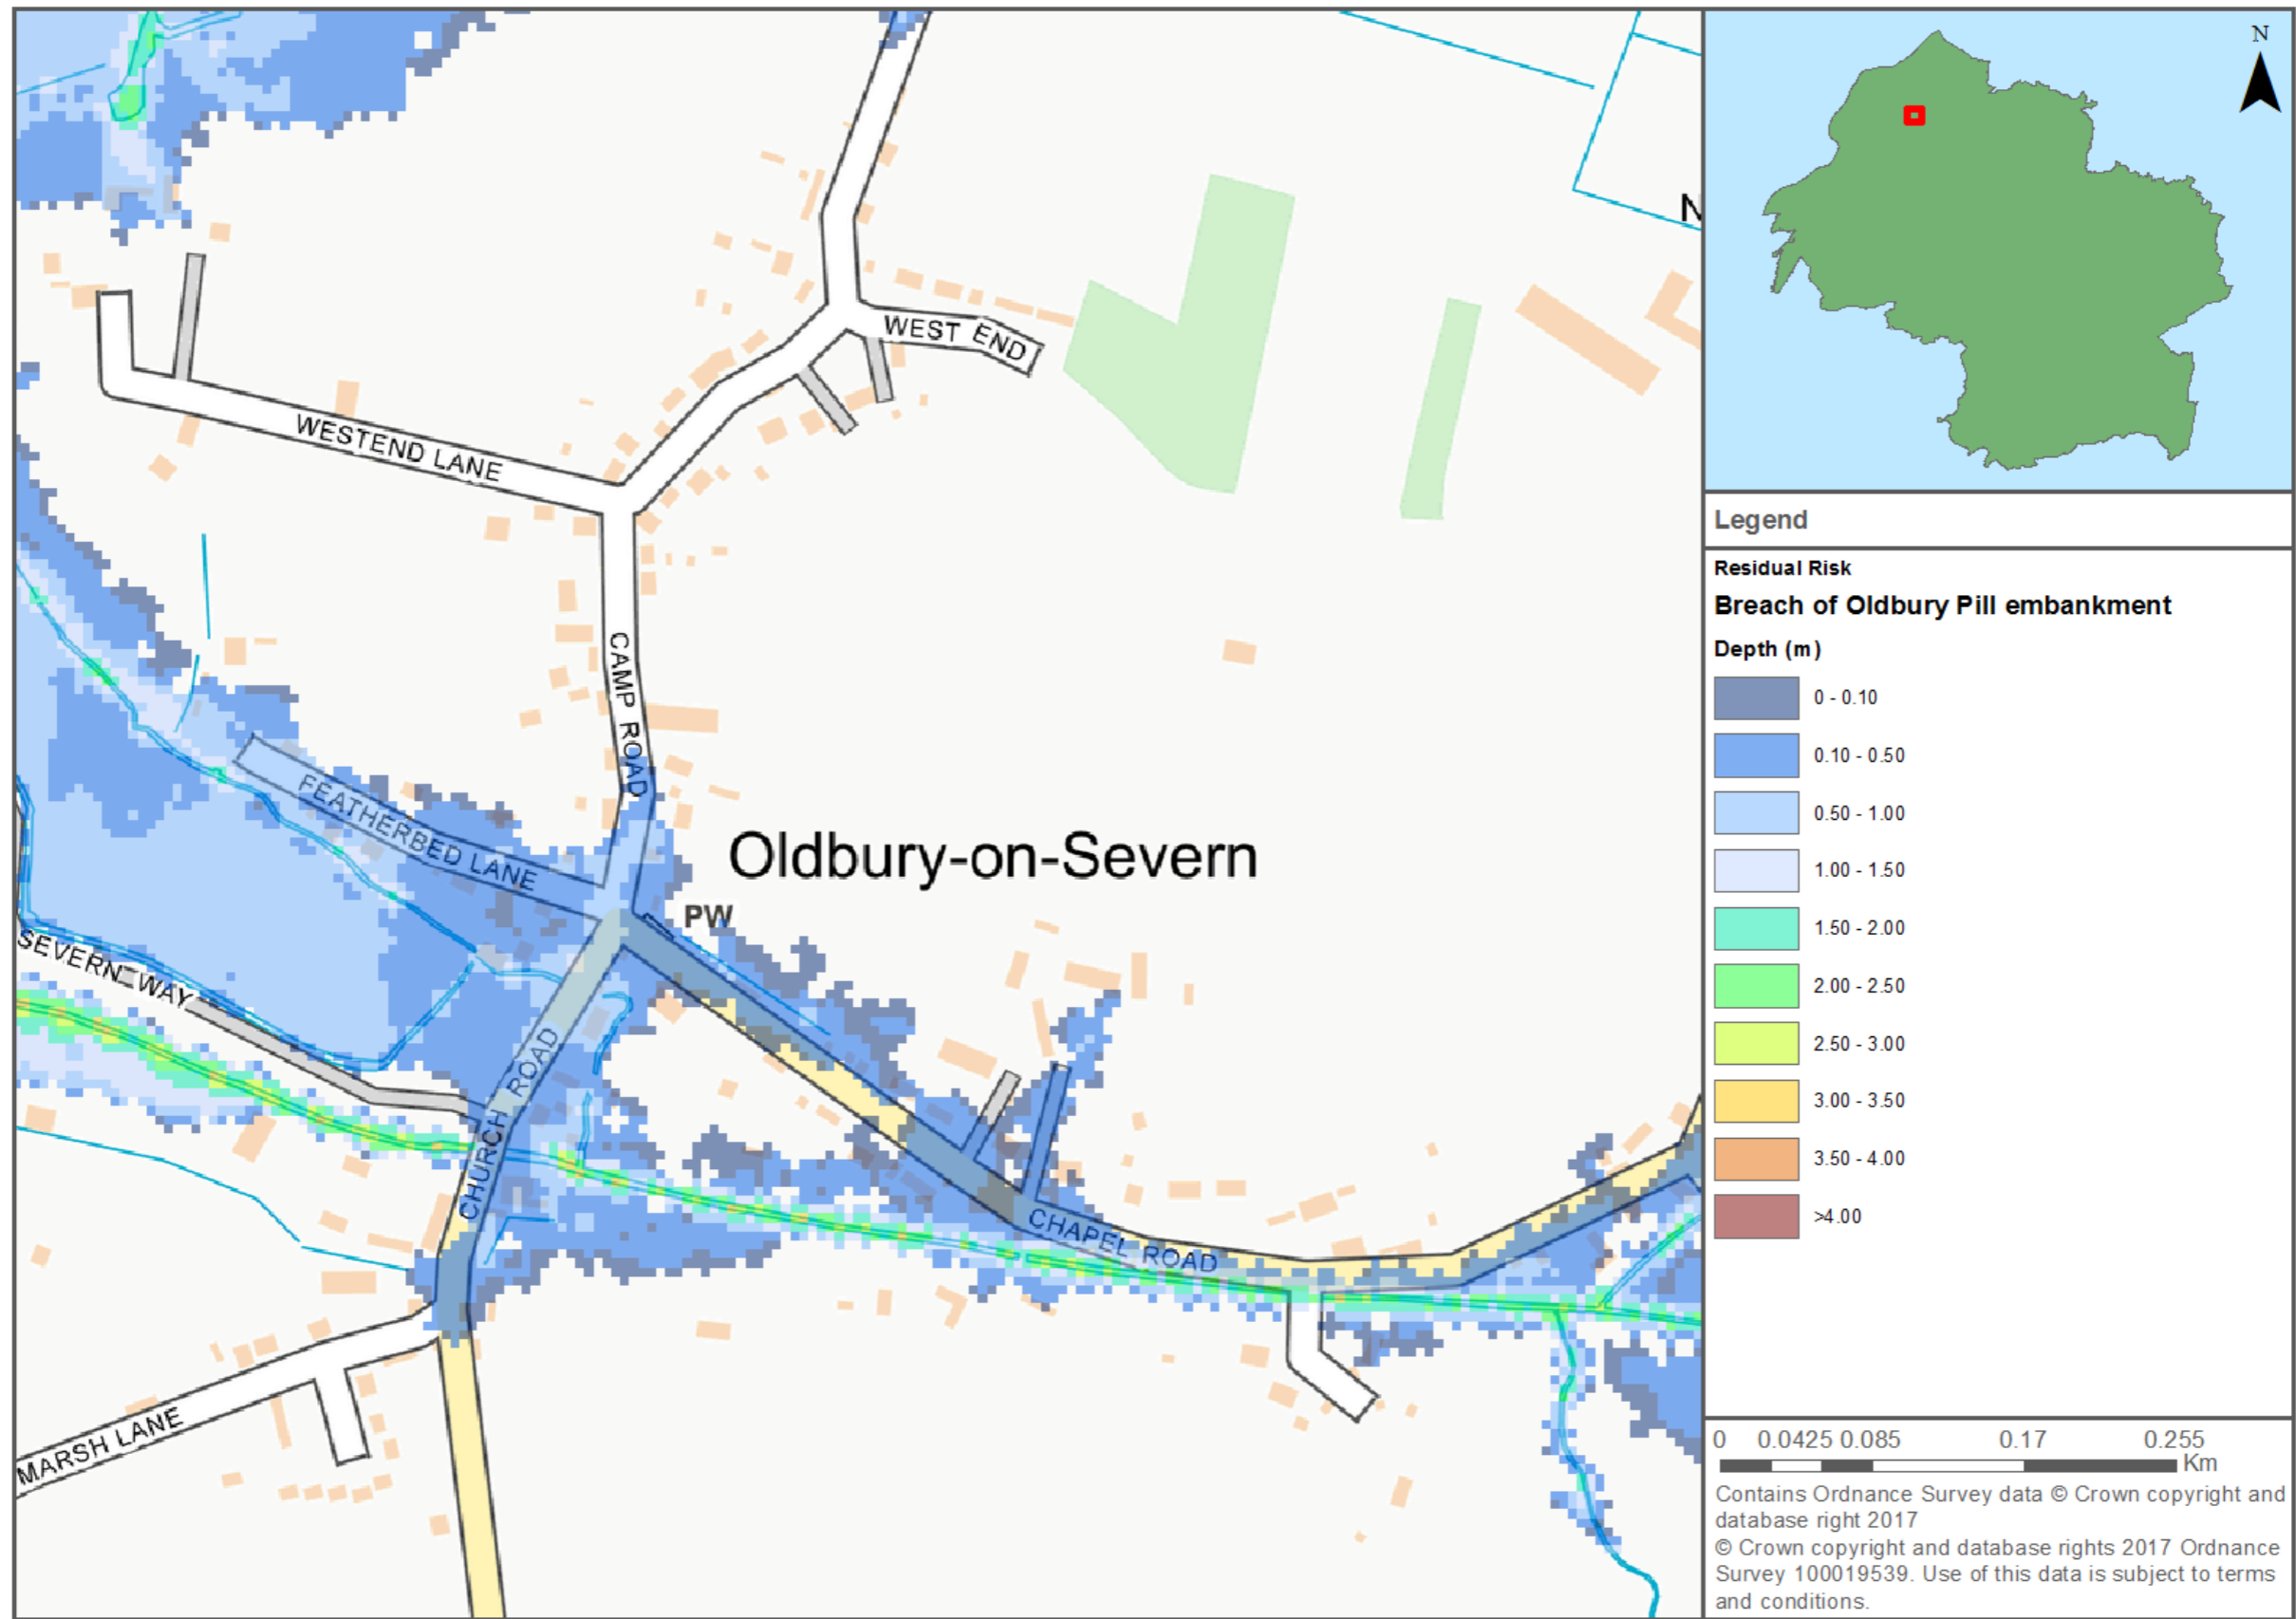 WEST END
WESTEND LANE
CAMP ROAD
FEATHERBED LANE
Oldbury-on-Severn
PW
SEVERN WAY
CHURCH ROAD
CHAPEL ROAD
MARSH LANE
N
N
Legend
Residual Risk
Breach of Oldbury Pill embankment
Depth (m)
0 - 0.10
0.10 - 0.50
0.50 - 1.00
1.00 - 1.50
1.50 - 2.00
2.00 - 2.50
2.50 - 3.00
3.00 - 3.50
3.50 - 4.00
>4.00
0 0.0425 0.085 0.17 0.255
Km
Contains Ordnance Survey data © Crown copyright and
database right 2017
© Crown copyright and database rights 2017 Ordnance
Survey 100019539. Use of this data is subject to terms
and conditions.